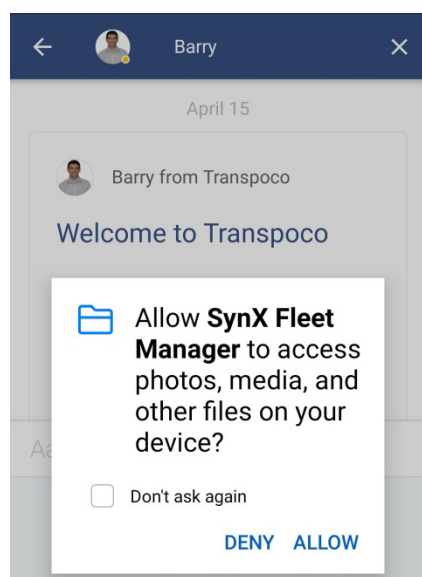 Barry
April 15
Barry from Transpoco
Welcome to Transpoco
Allow SynX Fleet
Manager to access
photos, media, and
other files on your
device?
Aa
Don't ask again
DENY ALLOW